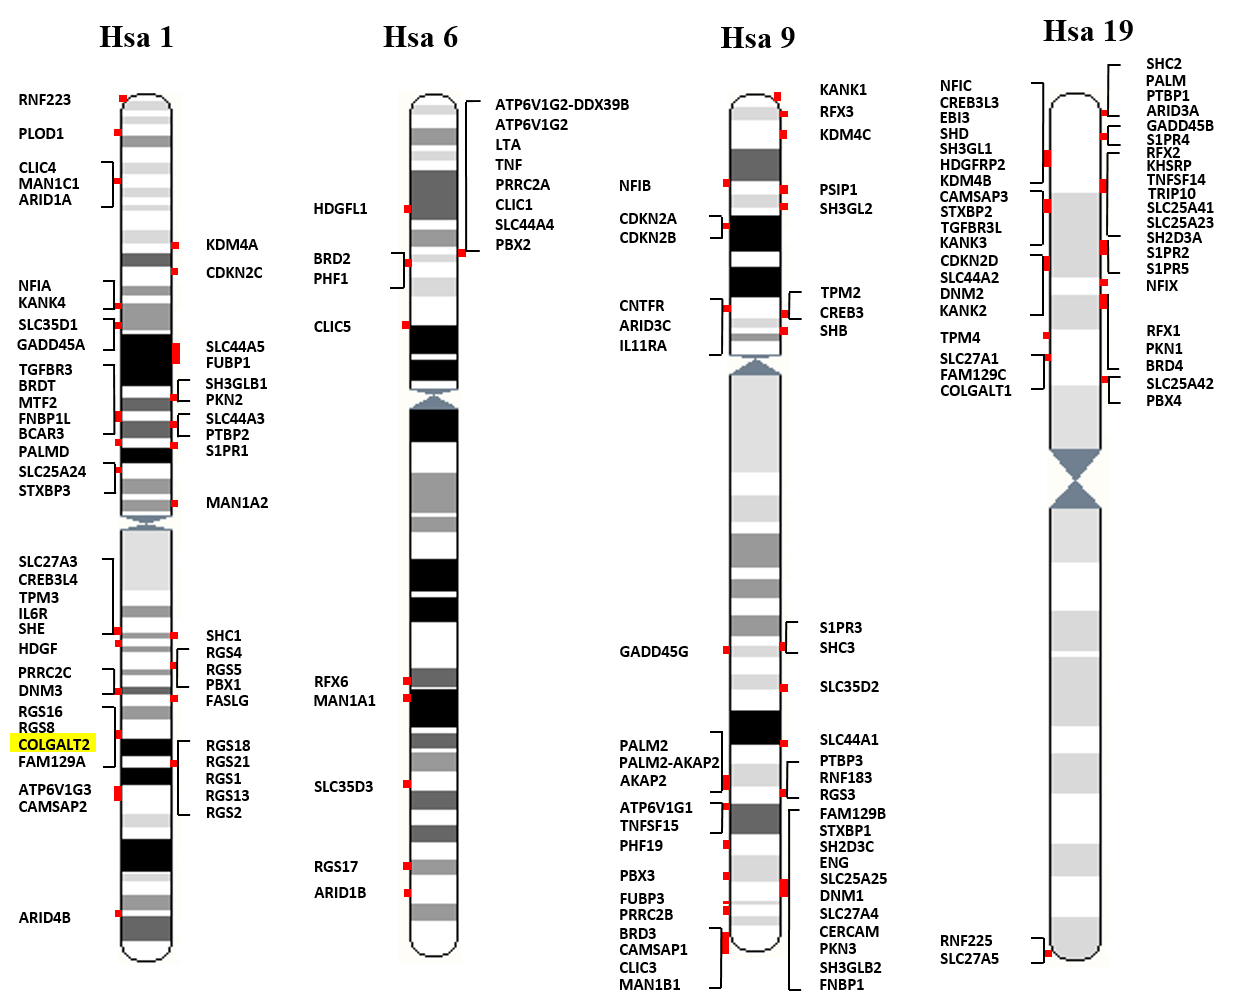 Hsa 1
RNF223
PLOD1
CLIC4
MAN1C1
ARID1A
NFIA
KANK4
SLC35D1
GADD45A
TGFBR3
BRDT
MTF2
FNBP1L
BCAR3
PALMD
SLC25A24
STXBP3
SLC27A3
CREB3L4
TPM3
IL6R
SHE
HDGF
PRRC2C
DNM3
RGS16
RGS8
COLGALT2
FAM129A
ATP6V1G3
CAMSAP2
ARID4B
KDM4A
CDKN2C
SLC44A5
FUBP1
SH3GLB1
PKN2
SLC44A3
PTBP2
S1PR1
MAN1A2
SHC1
RGS4
RGS5
PBX1
FASLG
RGS18
RGS21
RGS1
RGS13
RGS2
Hsa 6
HDGFL1
BRD2
PHF1
CLIC5
RFX6
MAN1A1
SLC35D3
RGS17
ARID1B
ATP6V1G2-DDX39B
ATP6V1G2
LTA
TNF
PRRC2A
CLIC1
SLC44A4
PBX2
Hsa 9
NFIB
CDKN2A
CDKN2B
CNTFR
ARID3C
IL11RA
GADD45G
PALM2
PALM2-AKAP2
AKAP2
ATP6V1G1
TNFSF15
PHF19
PBX3
FUBP3
PRRC2B
BRD3
CAMSAP1
CLIC3
MAN1B1
KANK1
RFX3
KDM4C
PSIP1
SH3GL2
TPM2
CREB3
SHB
S1PR3
SHC3
SLC35D2
SLC44A1
PTBP3
RNF183
RGS3
FAM129B
STXBP1
SH2D3C
ENG
SLC25A25
DNM1
SLC27A4
CERCAM
PKN3
SH3GLB2
FNBP1
Hsa 19
NFIC
CREB3L3
EBI3
SHD
SH3GL1
HDGFRP2
KDM4B
CAMSAP3
STXBP2
TGFBR3L
KANK3
CDKN2D
SLC44A2
DNM2
KANK2
TPM4
SLC27A1
FAM129C
COLGALT1
RNF225
SLC27A5
SHC2
PALM
PTBP1
ARID3A
GADD45B
S1PR4
RFX2
KHSRP
TNFSF14
TRIP10
SLC25A41
SLC25A23
SH2D3A
S1PR2
S1PR5
NFIX
RFX1
PKN1
BRD4
SLC25A42
PBX4